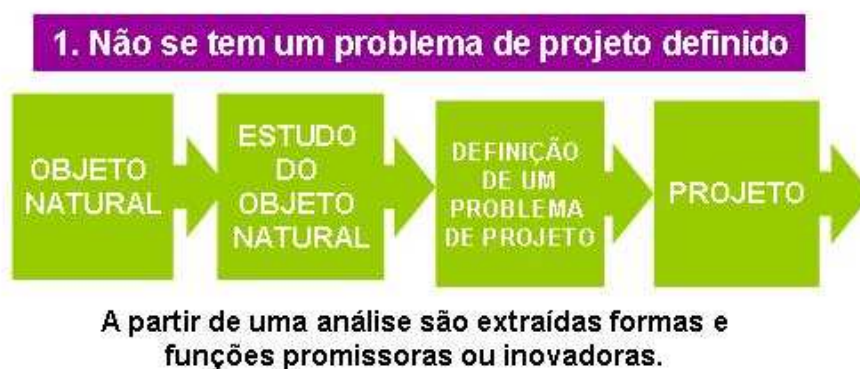 1. Não se tem um problema de projeto definido
OBJETO
NATURAL
ESTUDO
DO
OBJETO
NATURAL
DEFINIÇÃO
DE UM
PROBLEMA
DE PROJETO
PROJETO
A partir de uma análise são extraídas formas e
funções promissoras ou inovadoras.